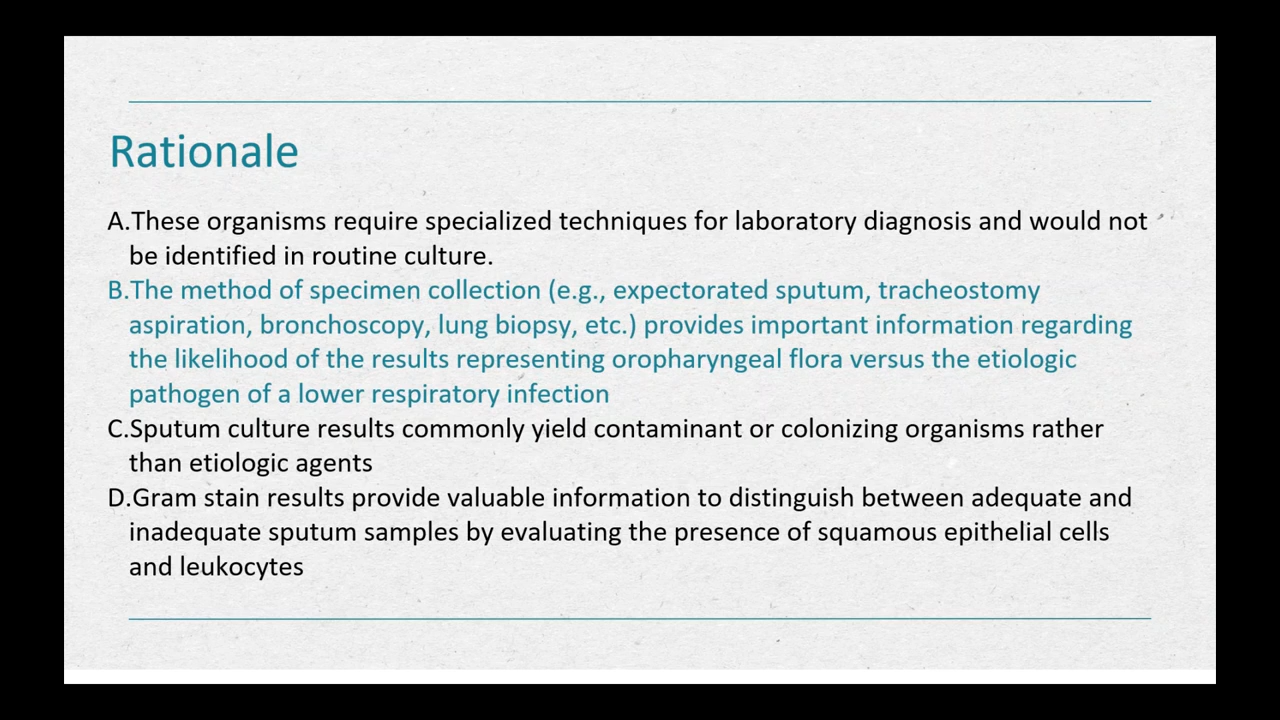 Rationale
A.These organisms require specialized techniques for laboratory diagnosis and would not
be identified in routine culture.
B.The method of specimen collection (e.g., expectorated sputum, tracheostomy
aspiration, bronchoscopy, lung biopsy, etc.) provides important information regarding
the likelihood of the results representing oropharyngeal flora versus the etiologic
pathogen of a lower respiratory infection
C.Sputum culture results commonly yield contaminant or colonizing organisms rather
than etiologic agents
D.Gram stain results provide valuable information to distinguish between adequate and
inadequate sputum samples by evaluating the presence of squamous epithelial cells
and leukocytes